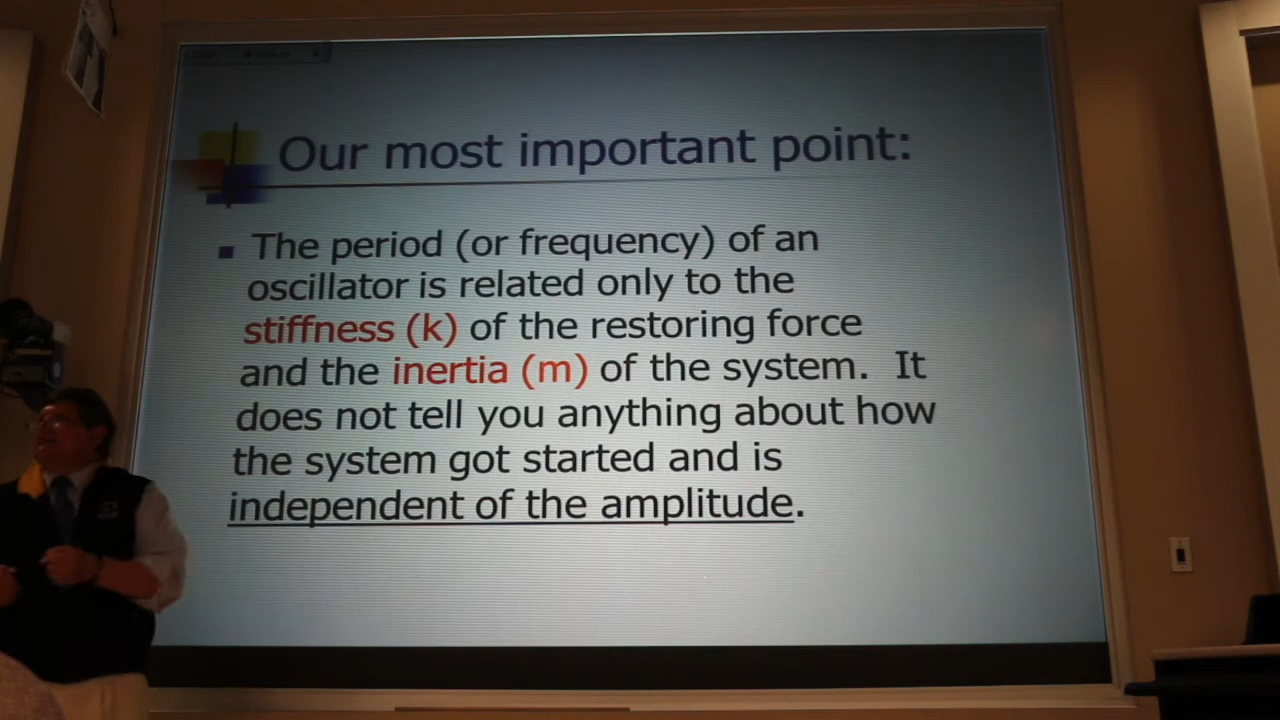 Our most important point:
The period (or frequency) of an
oscillator is related only to the
stiffness (k) of the restoring force
and the inertia (m) of the system. It
does not tell you anything about how
the system got started and is
independent of the amplitude.